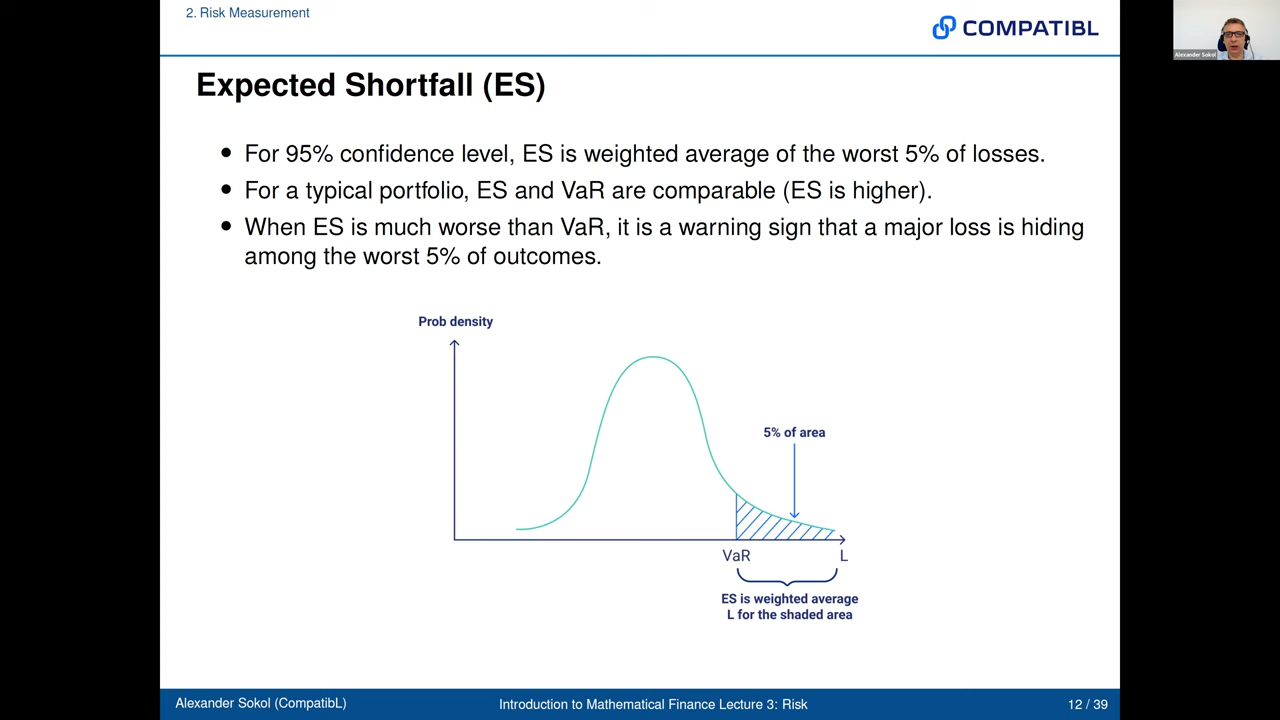 2. Risk Measurement
COMPATIBL
Alexander Sokol
Expected Shortfall (ES)
• For 95% confidence level, ES is weighted average of the worst 5% of losses.
• For a typical portfolio, ES and VaR are comparable (ES is higher).
• When ES is much worse than VaR, it is a warning sign that a major loss is hiding
among the worst 5% of outcomes.
Prob density
5% of area
VaR
L
ES is weighted average
L for the shaded area
Alexander Sokol (CompatibL)
Introduction to Mathematical Finance Lecture 3: Risk
12 / 39